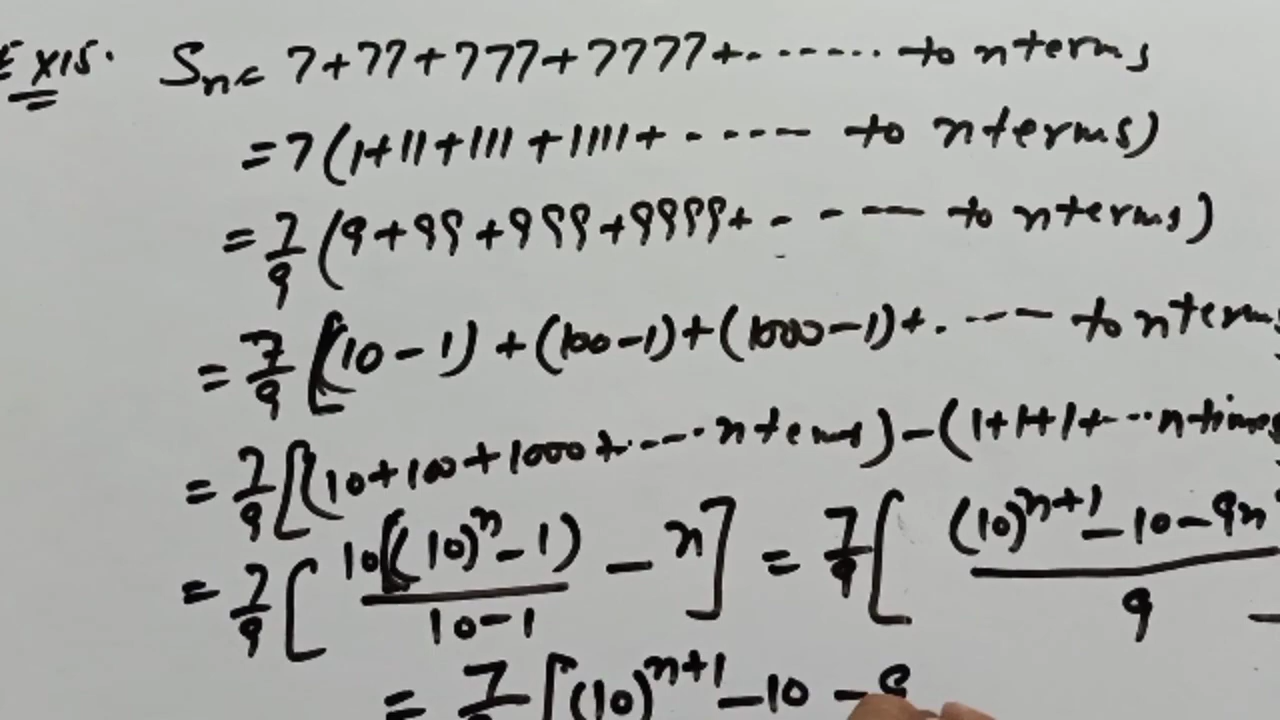 Ex15. Sn = 7+77+777+7777+....... to n terms
= 7(1+11+111+1111+ ..... to n terms)
= 7/9 (9+99+999+9999+ .... to n terms)
= 7/9 [(10-1)+(100-1)+(1000-1)+.... to n term
= 7/9 [(10+100+1000+....... n terms)-(1+1+1+...n times
= 7/9 [10((10)^n-1)/10-1 - n] = 7/9 [(10)^n+1-10-9n/9
= 7 [(10)^n+1-10-9